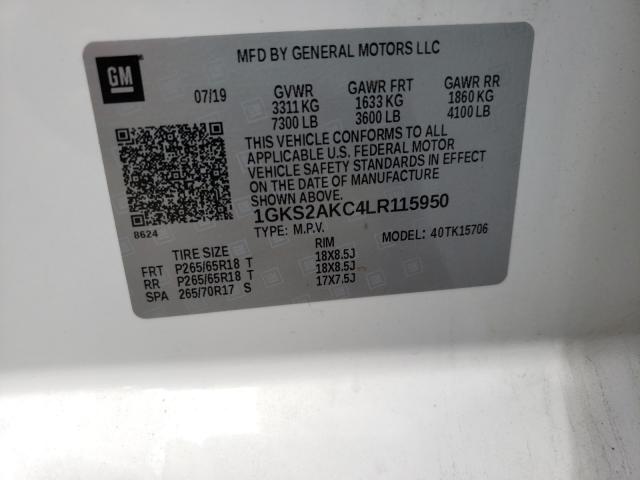 GM
MFD BY GENERAL MOTORS LLC
07/19 GVWR GAWR FRT GAWR RR
3311 KG 1633 KG 1860 KG
7300 LB 3600 LB 4100 LB
THIS VEHICLE CONFORMS TO ALL
APPLICABLE U.S. FEDERAL MOTOR
VEHICLE SAFETY STANDARDS IN EFFECT
ON THE DATE OF MANUFACTURE
SHOWN ABOVE.
1GKS2AKC4LR115950
8624
TYPE: M.P.V. MODEL: 40TK15706
TIRE SIZE RIM
FRT P265/65R18 T 18X8.5J
RR P265/65R18 T 18X8.5J
SPA 265/70R17 S 17X7.5J